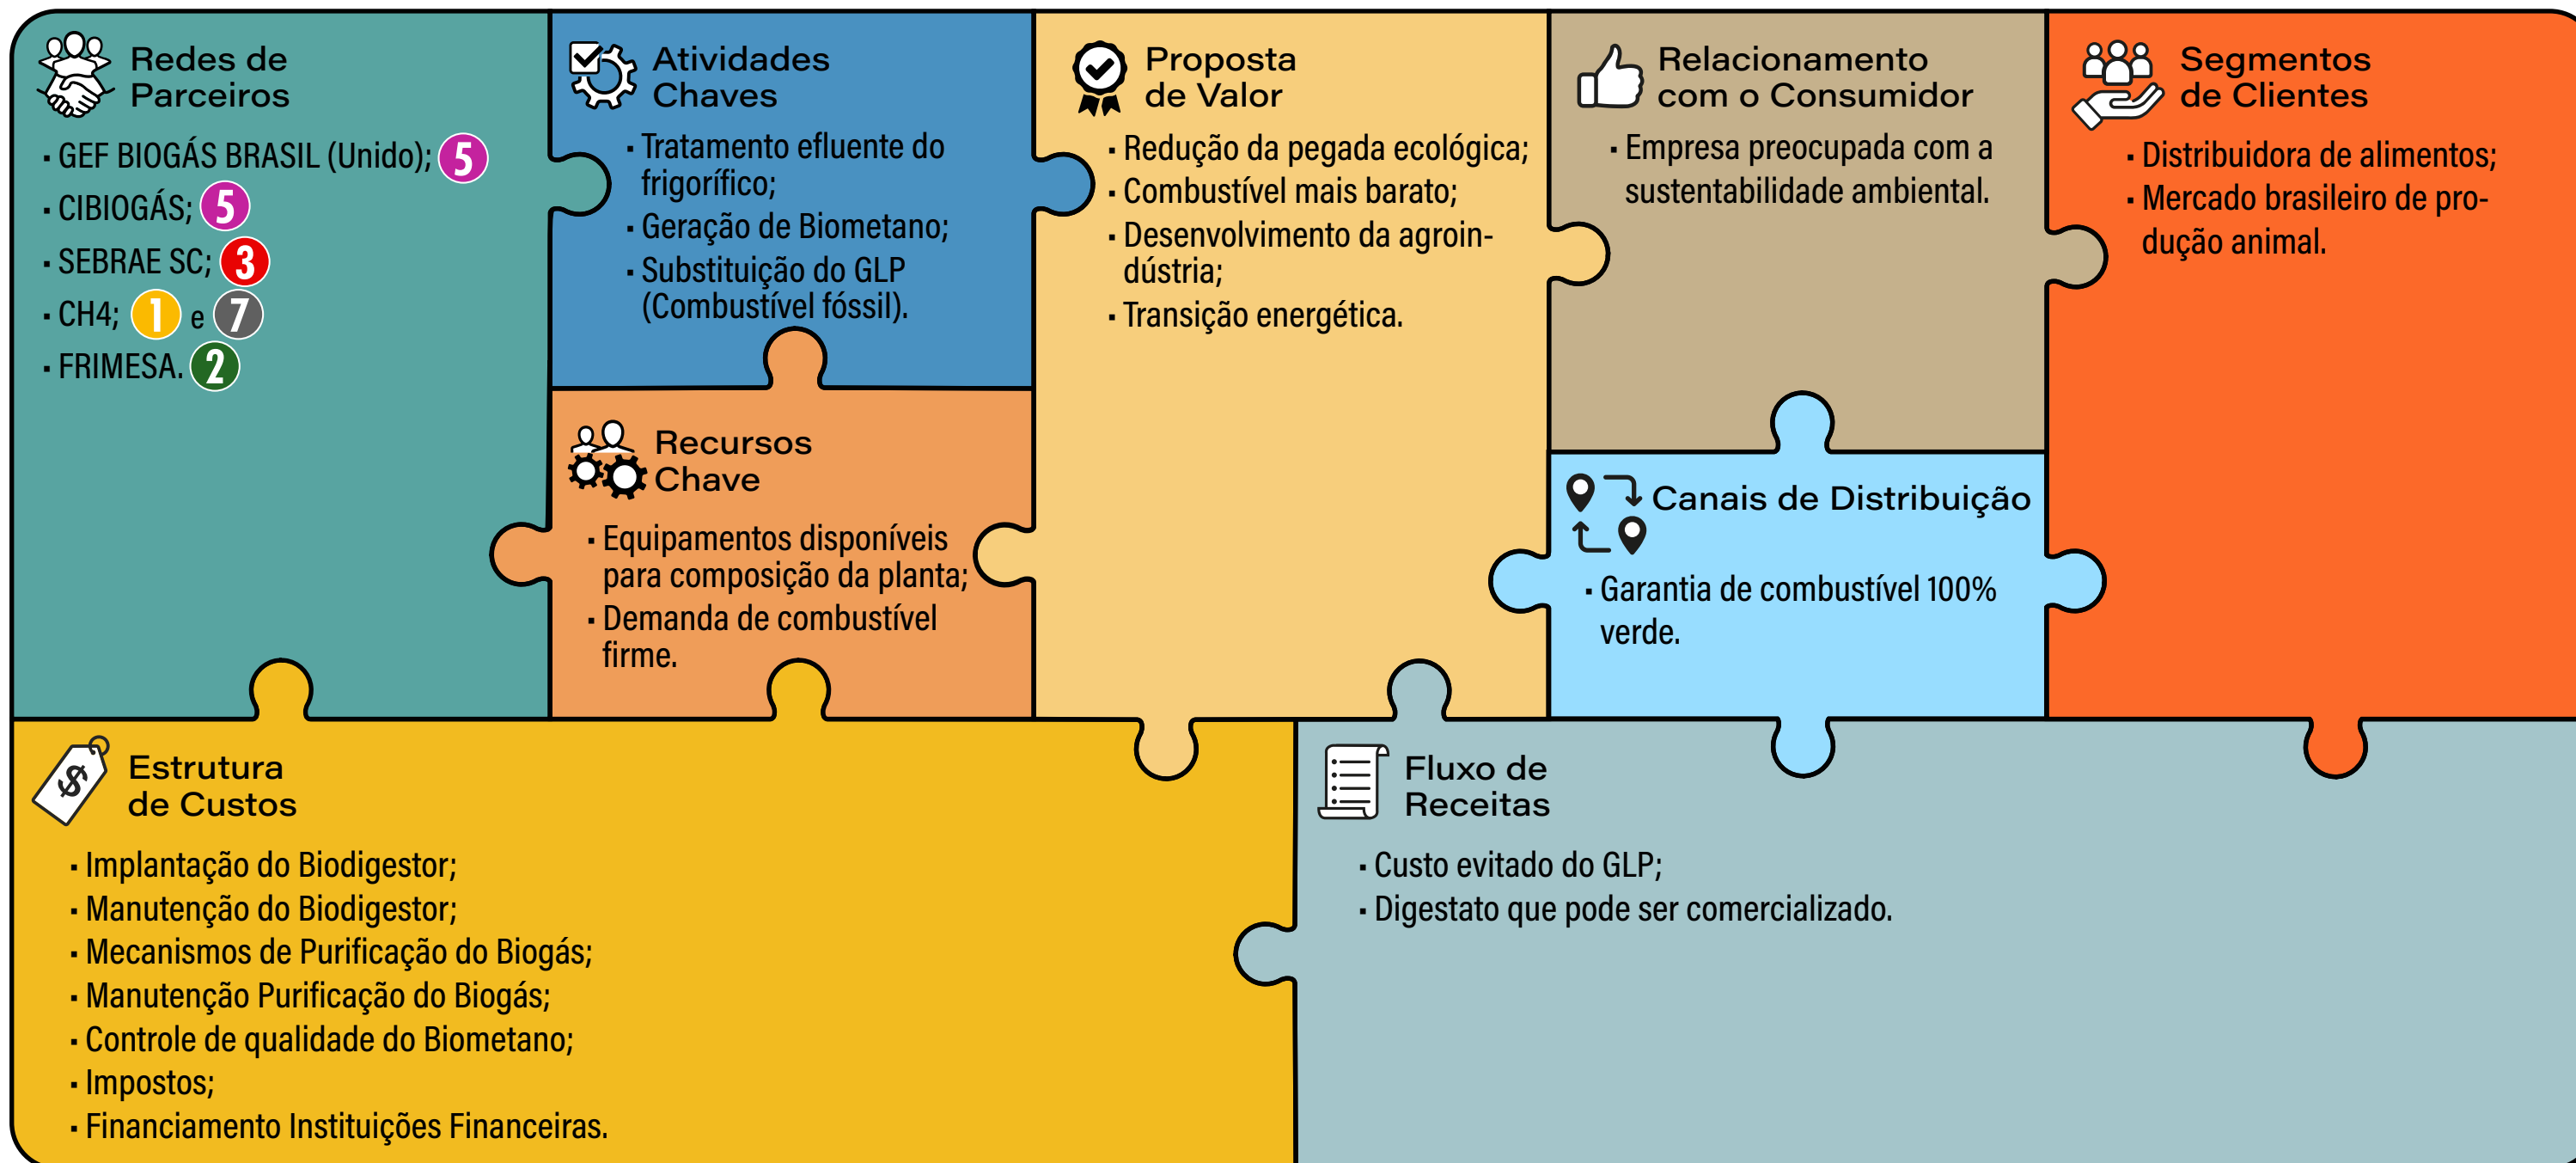 Redes de
Parceiros
▪ GEF BIOGÁS BRASIL (Unido); 5
▪ CIBIOGÁS; 5
▪ SEBRAE SC; 3
▪ CH4; 1 e 7
▪ FRIMESA. 2
Atividades
Chaves
▪ Tratamento efluente do
frigorífico;
▪ Geração de Biometano;
▪ Substituição do GLP
(Combustível fóssil).
Recursos
Chave
▪ Equipamentos disponíveis
para composição da planta;
▪ Demanda de combustível
firme.
Proposta
de Valor
▪ Redução da pegada ecológica;
▪ Combustível mais barato;
▪ Desenvolvimento da agroin-
dústria;
▪ Transição energética.
Relacionamento
com o Consumidor
▪ Empresa preocupada com a
sustentabilidade ambiental.
Canais de Distribuição
▪ Garantia de combustível 100%
verde.
Segmentos
de Clientes
▪ Distribuidora de alimentos;
▪ Mercado brasileiro de pro-
dução animal.
$
Estrutura
de Custos
▪ Implantação do Biodigestor;
▪ Manutenção do Biodigestor;
▪ Mecanismos de Purificação do Biogás;
▪ Manutenção Purificação do Biogás;
▪ Controle de qualidade do Biometano;
▪ Impostos;
▪ Financiamento Instituições Financeiras.
Fluxo de
Receitas
▪ Custo evitado do GLP;
▪ Digestato que pode ser comercializado.